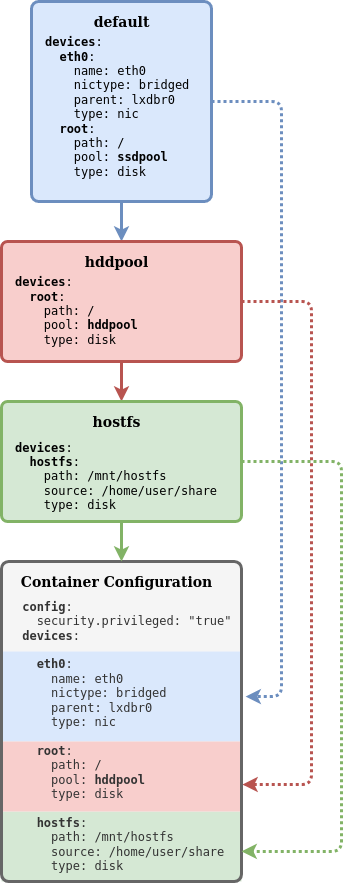 default
devices:
  eth0:
    name: eth0
    nictype: bridged
    parent: lxdbr0
    type: nic
  root:
    path: /
    pool: ssdpool
    type: disk
hddpool
devices:
  root:
    path: /
    pool: hddpool
    type: disk
hostfs
devices:
  hostfs:
    path: /mnt/hostfs
    source: /home/user/share
    type: disk
Container Configuration
config:
  security.privileged: "true"
devices:
  eth0:
    name: eth0
    nictype: bridged
    parent: lxdbr0
    type: nic
  root:
    path: /
    pool: hddpool
    type: disk
  hostfs:
    path: /mnt/hostfs
    source: /home/user/share
    type: disk